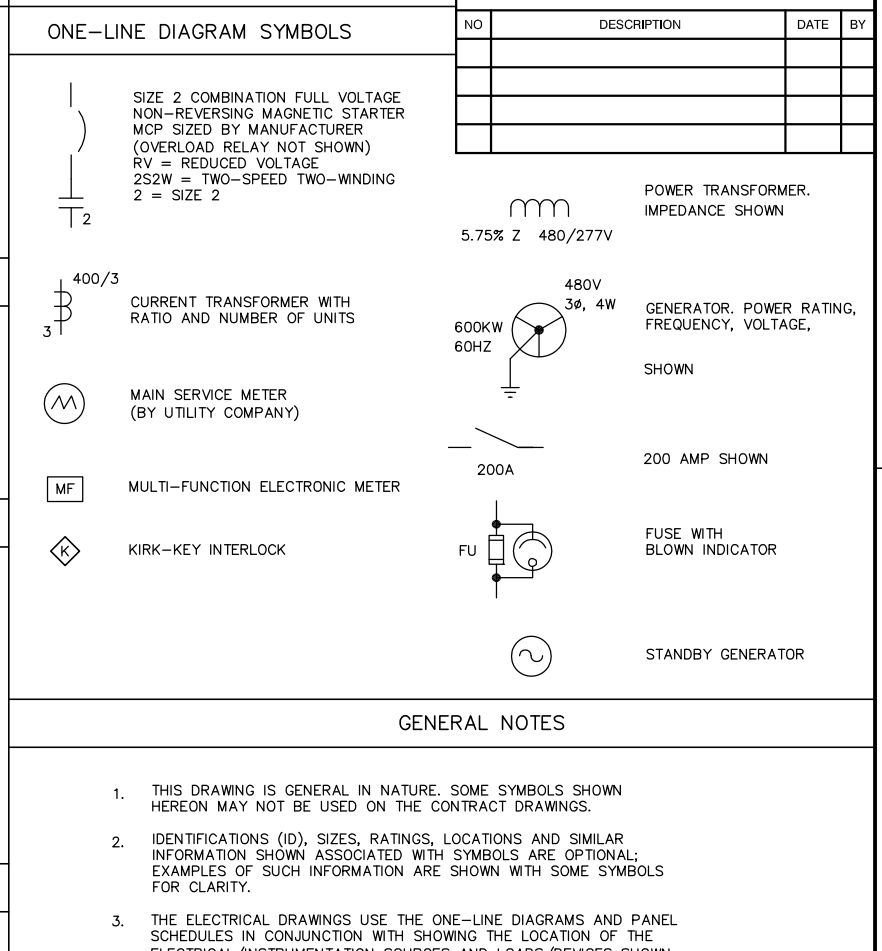 ONE-LINE DIAGRAM SYMBOLS
NO DESCRIPTION DATE BY
SIZE 2 COMBINATION FULL VOLTAGE
NON-REVERSING MAGNETIC STARTER
MCP SIZED BY MANUFACTURER
(OVERLOAD RELAY NOT SHOWN)
RV = REDUCED VOLTAGE
2S2W = TWO-SPEED TWO-WINDING
2 = SIZE 2
2
400/3
3
CURRENT TRANSFORMER WITH
RATIO AND NUMBER OF UNITS
MAIN SERVICE METER
(BY UTILITY COMPANY)
MF
MULTI-FUNCTION ELECTRONIC METER
K
KIRK-KEY INTERLOCK
5.75% Z 480/277V
POWER TRANSFORMER.
IMPEDANCE SHOWN
480V
3ø, 4W
600KW
60HZ
GENERATOR. POWER RATING,
FREQUENCY, VOLTAGE,
SHOWN
200A
200 AMP SHOWN
FU
FUSE WITH
BLOWN INDICATOR
STANDBY GENERATOR
GENERAL NOTES
1. THIS DRAWING IS GENERAL IN NATURE. SOME SYMBOLS SHOWN
HEREON MAY NOT BE USED ON THE CONTRACT DRAWINGS.
2. IDENTIFICATIONS (ID), SIZES, RATINGS, LOCATIONS AND SIMILAR
INFORMATION SHOWN ASSOCIATED WITH SYMBOLS ARE OPTIONAL;
EXAMPLES OF SUCH INFORMATION ARE SHOWN WITH SOME SYMBOLS
FOR CLARITY.
3. THE ELECTRICAL DRAWINGS USE THE ONE-LINE DIAGRAMS AND PANEL
SCHEDULES IN CONJUNCTION WITH SHOWING THE LOCATION OF THE
ELECTRICAL/INSTRUMENTATION SOURCES AND LOADS/DEVICES SHOWN